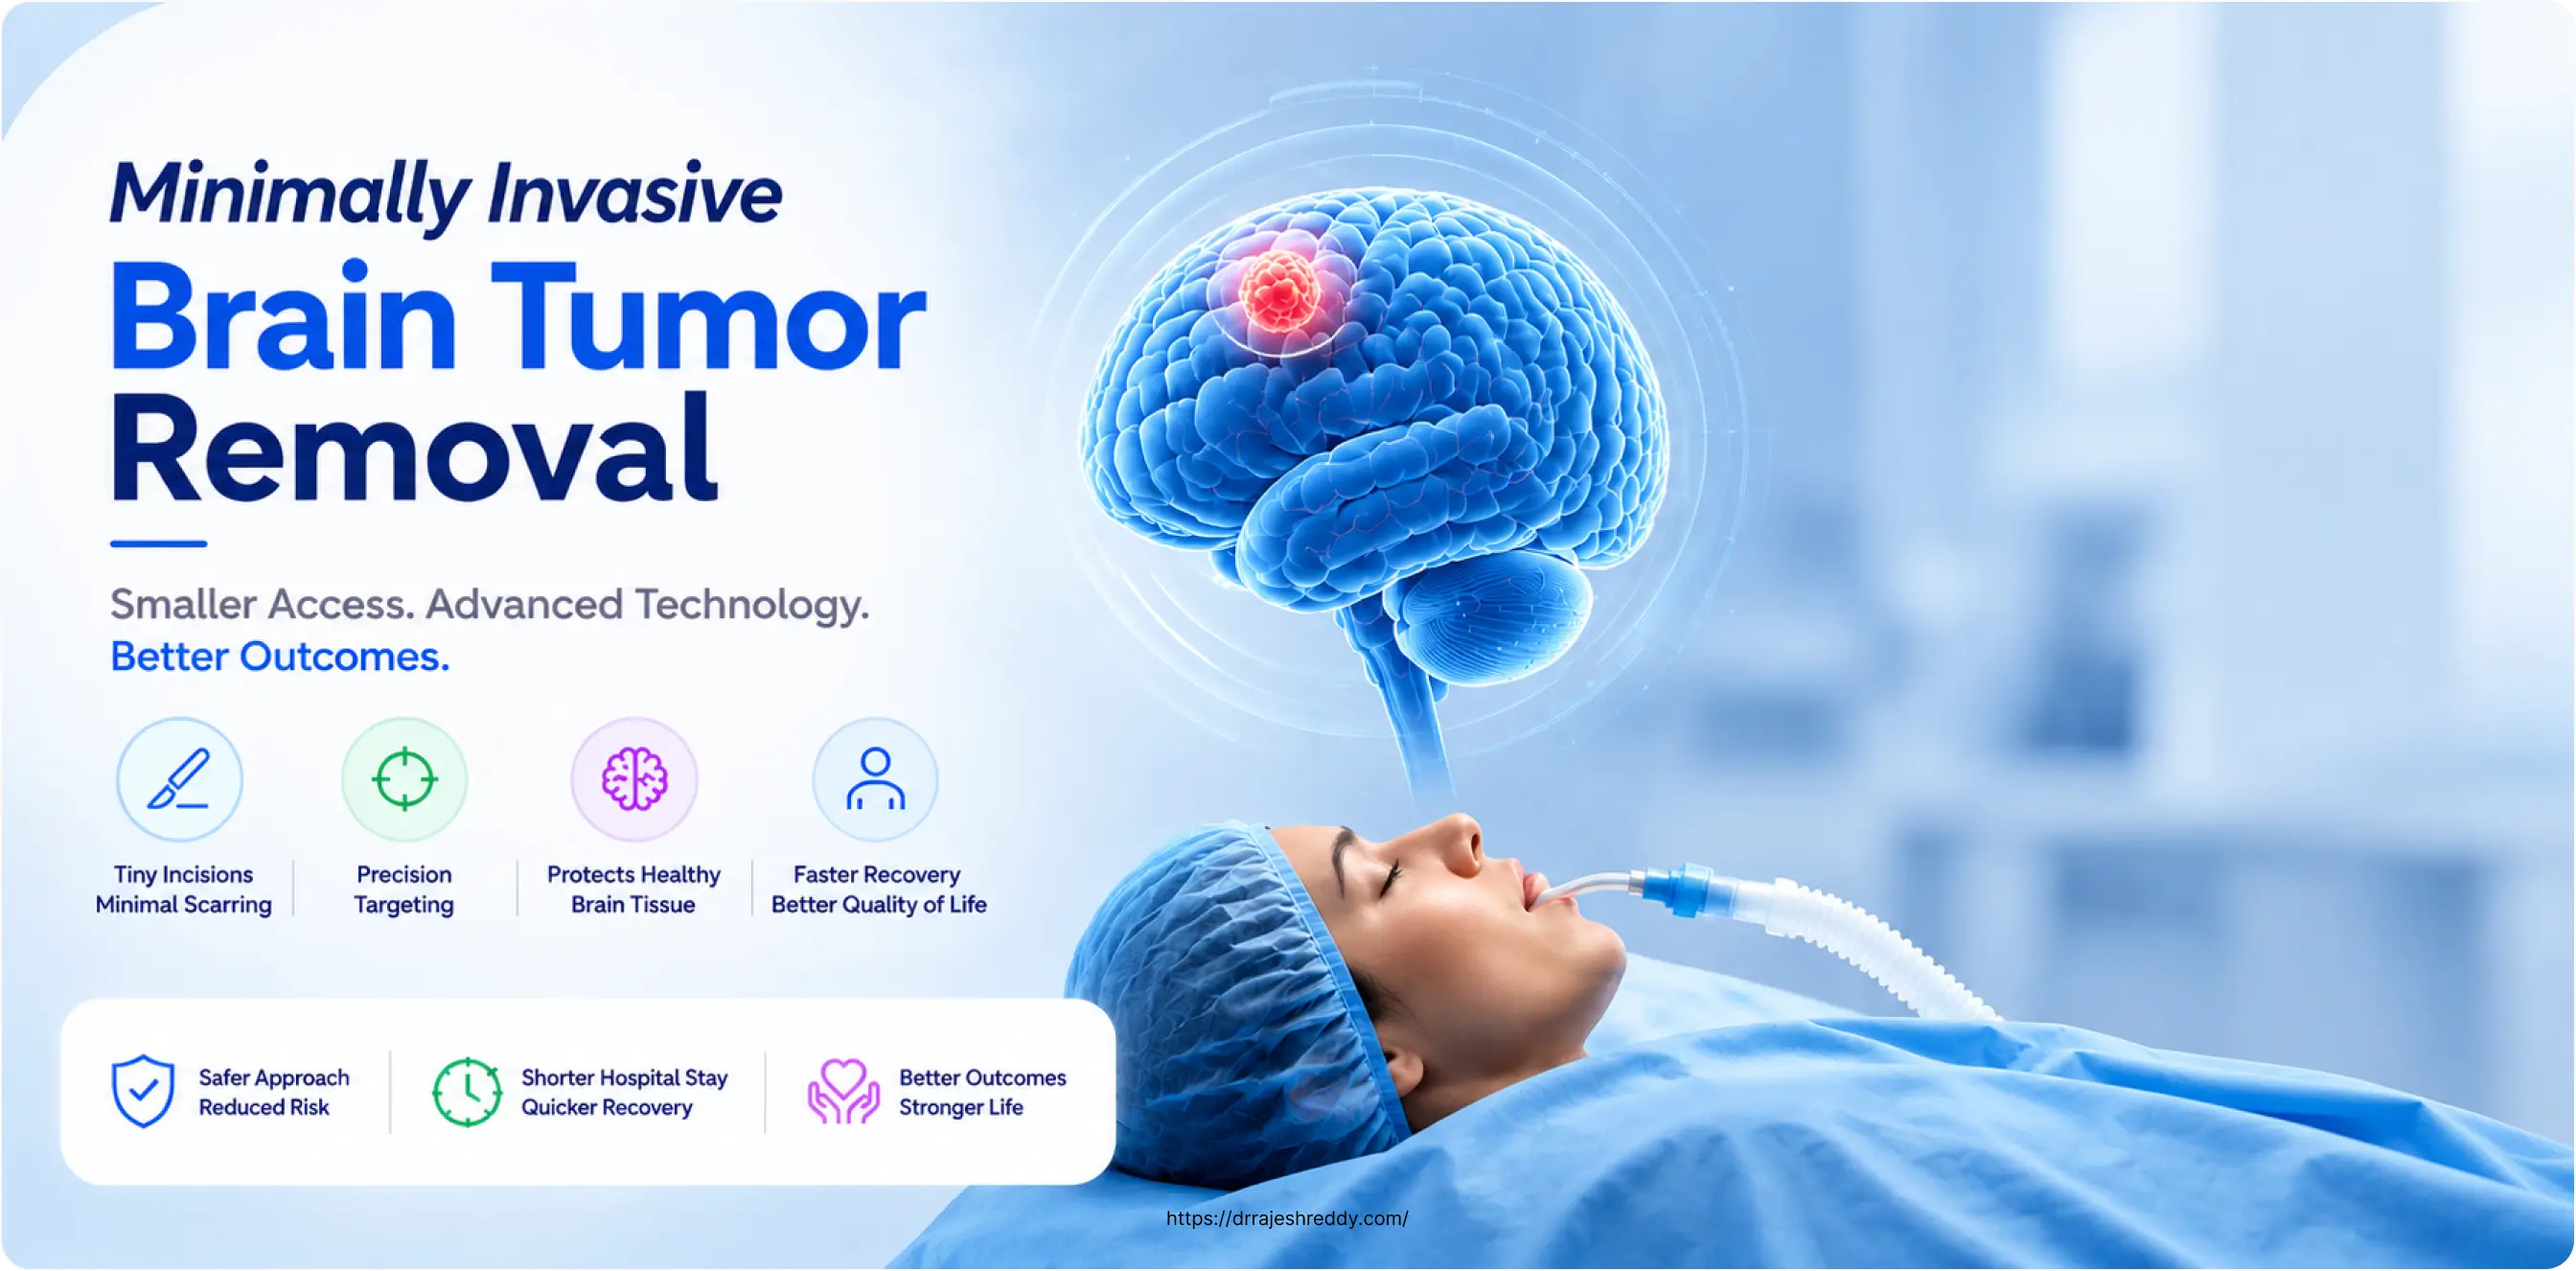 Minimally Invasive
Brain Tumor
Removal
Smaller Access. Advanced Technology.
Better Outcomes.
Tiny Incisions
Minimal Scarring
Precision
Targeting
Protects Healthy
Brain Tissue
Faster Recovery
Better Quality of Life
Safer Approach
Reduced Risk
Shorter Hospital Stay
Quicker Recovery
Better Outcomes
Stronger Life
https://drrajeshreddy.com/